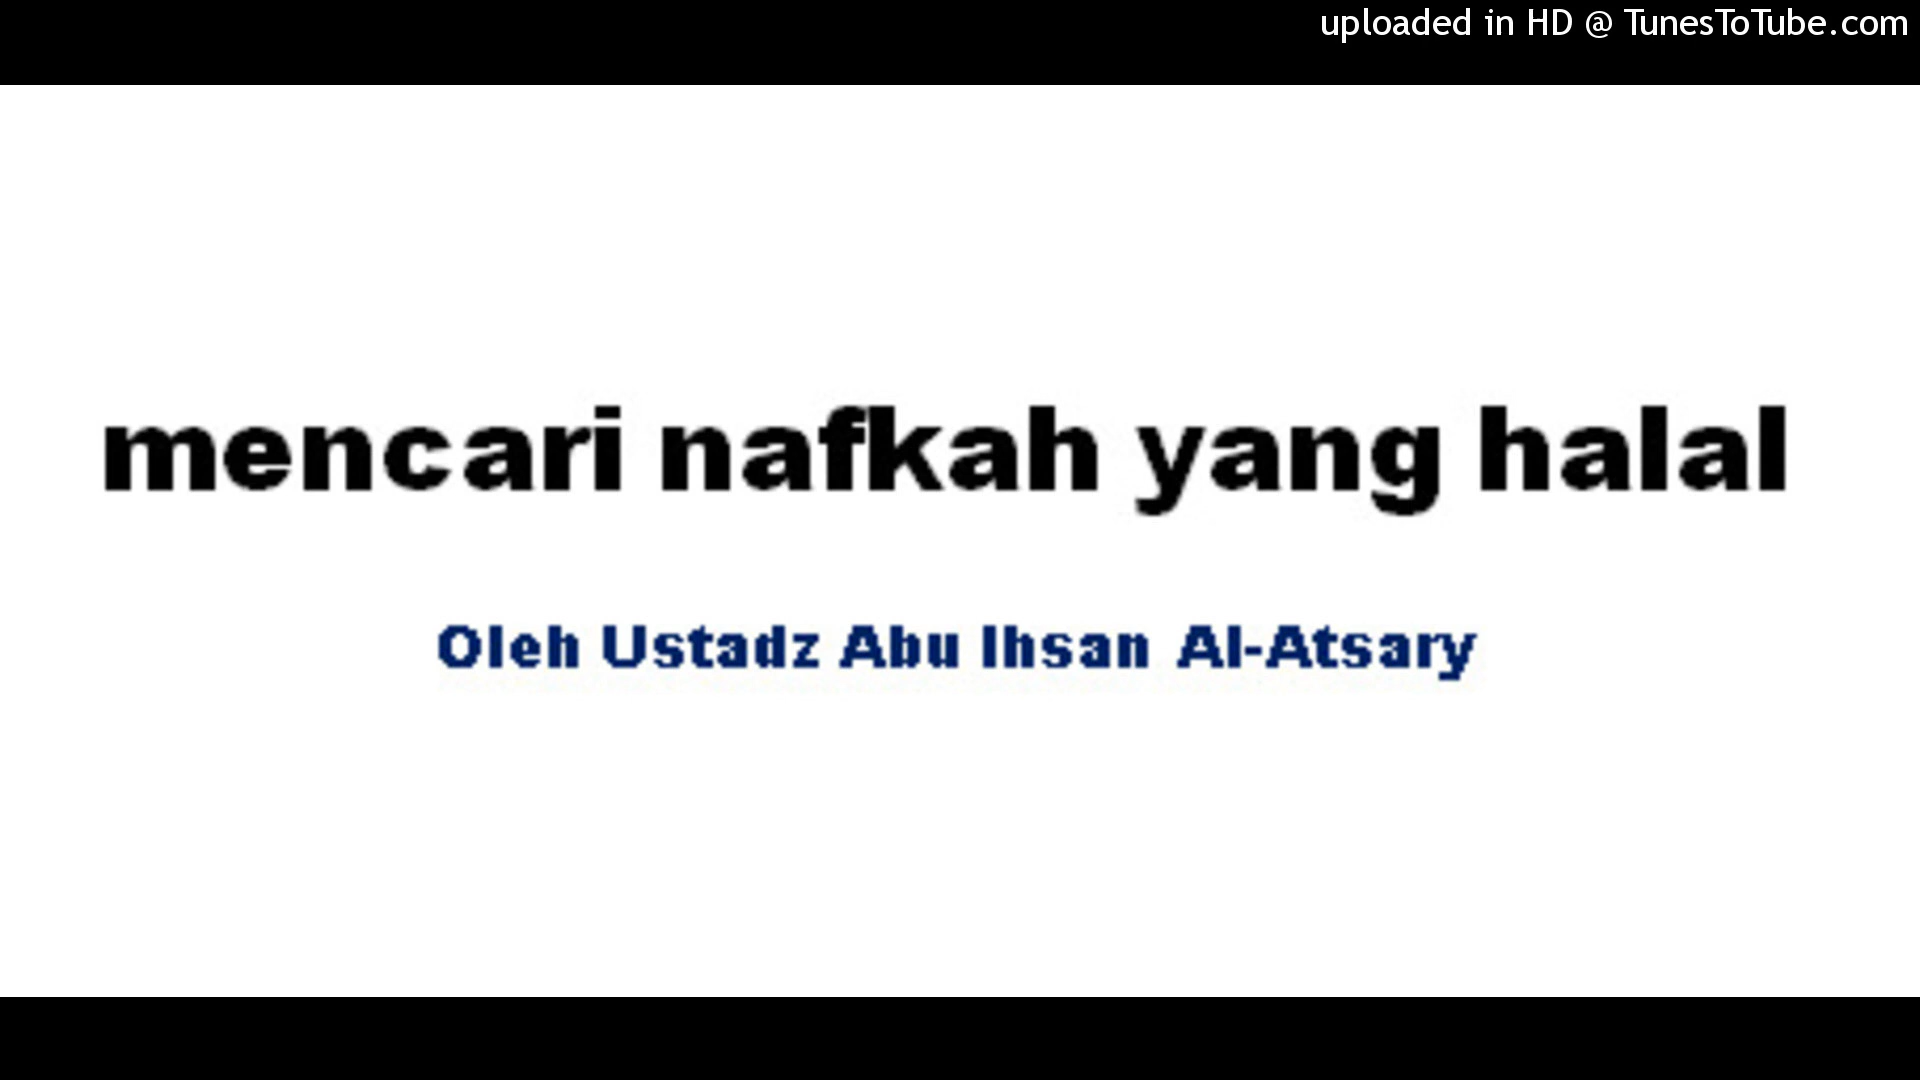 uploaded in HD @ TunesToTube.com
mencari nafkah yang halal
Oleh Ustadz Abu Ihsan Al-Atsary